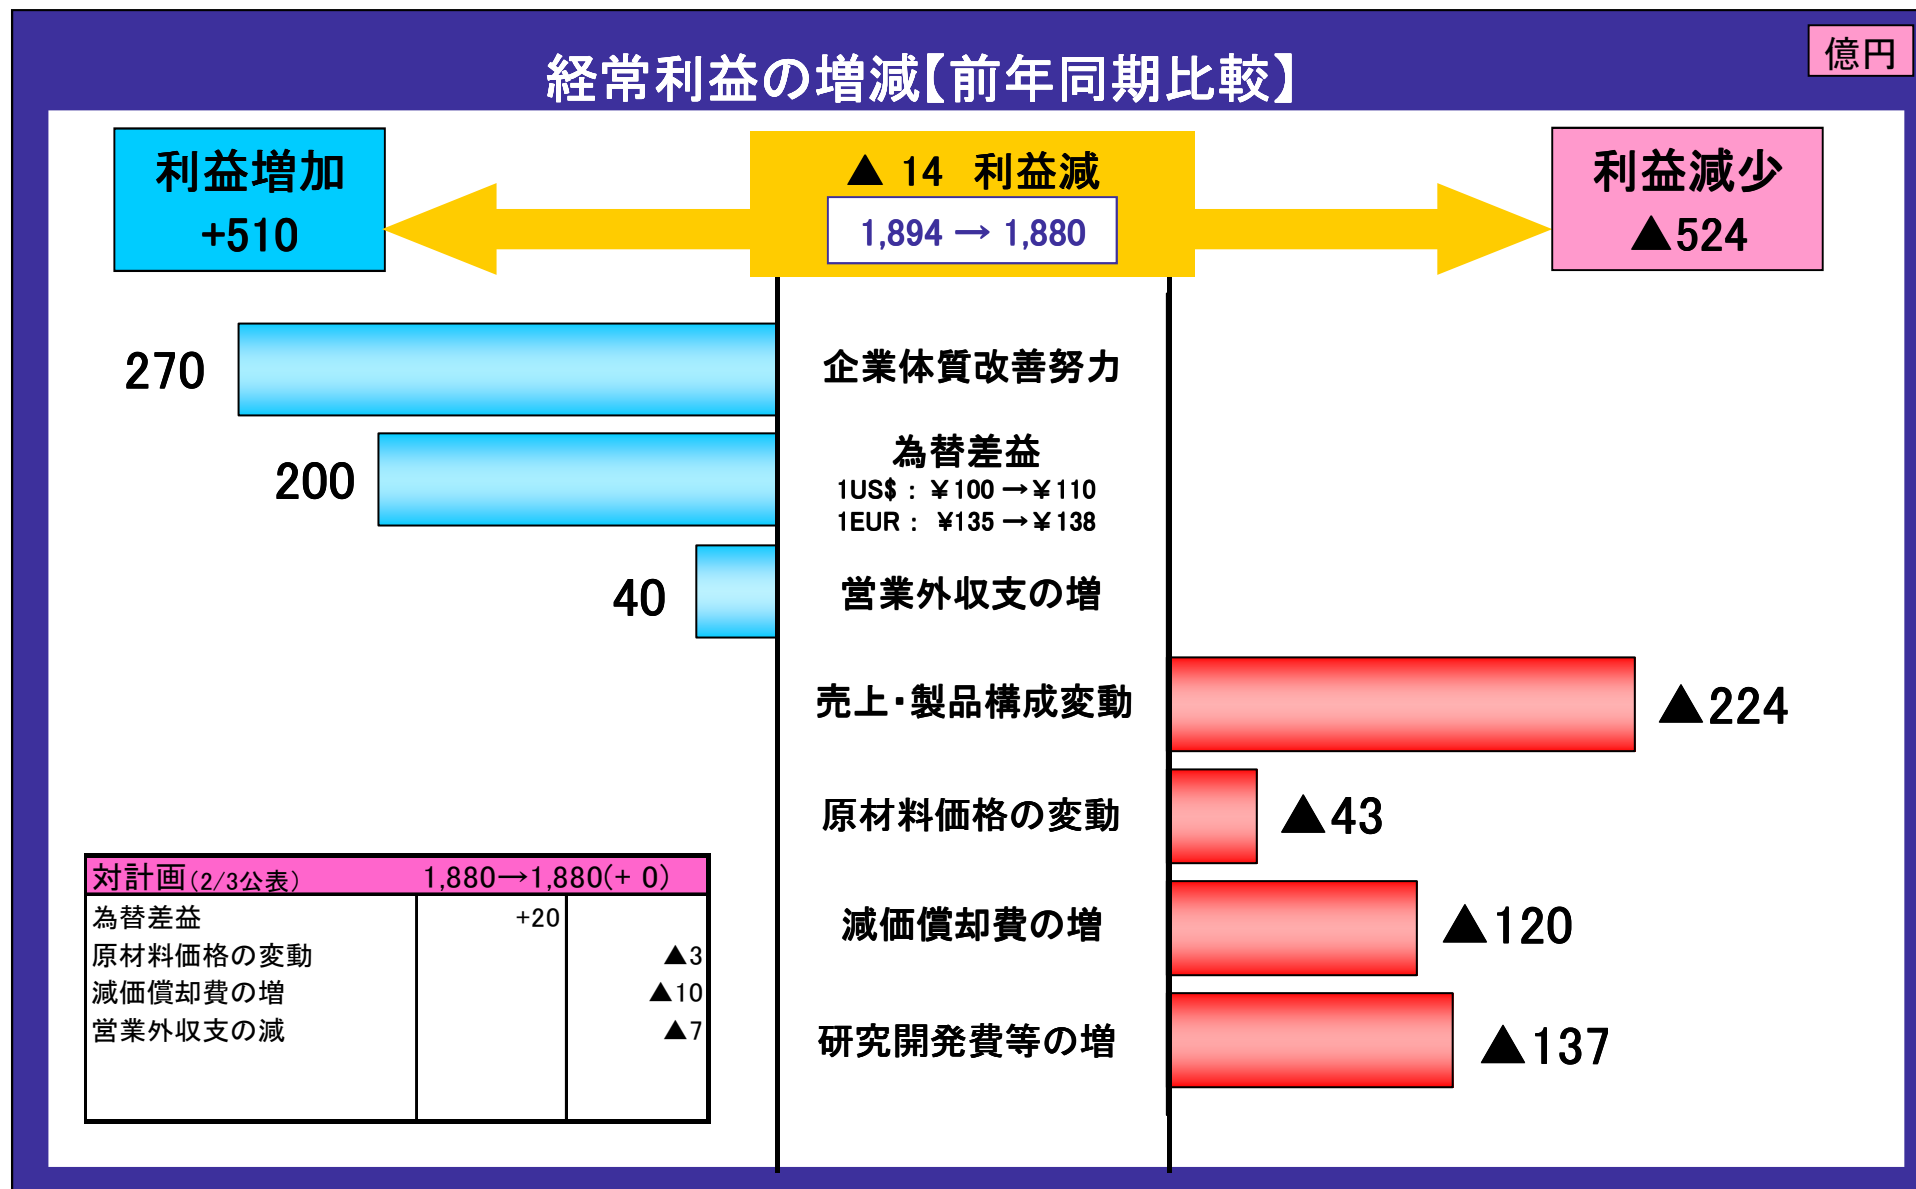 経常利益の増減【前年同期比較】
億円
利益増加
+510
▲ 14 利益減
1,894 → 1,880
利益減少
▲524
270
企業体質改善努力
200
為替差益
1US$ : ¥100 →¥110
1EUR : ¥135 →¥138
40
営業外収支の増
売上・製品構成変動
▲224
原材料価格の変動
▲43
減価償却費の増
▲120
研究開発費等の増
▲137
対計画(2/3公表) 1,880→1,880(+ 0)
為替差益 +20
原材料価格の変動 ▲3
減価償却費の増 ▲10
営業外収支の減 ▲7